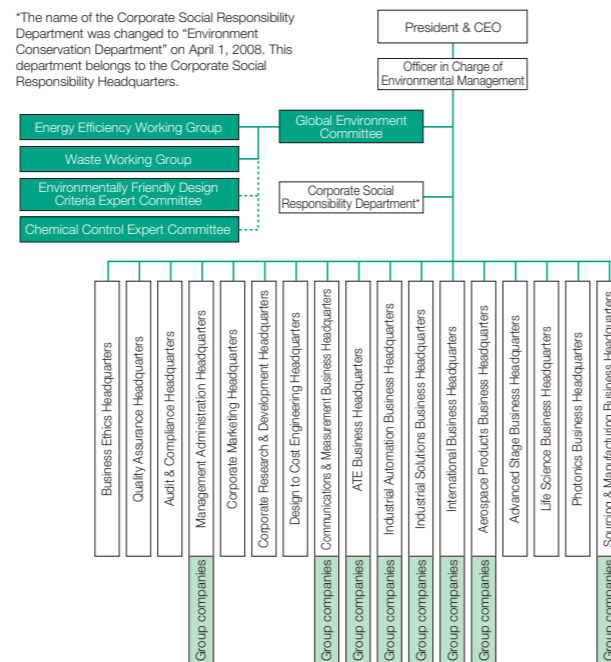 *The name of the Corporate Social Responsibility
Department was changed to “Environment
Conservation Department” on April 1, 2008. This
department belongs to the Corporate Social
Responsibility Headquarters.
President & CEO
Officer in Charge of
Environmental Management
Global Environment
Committee
Energy Efficiency Working Group
Waste Working Group
Environmentally Friendly Design
Criteria Expert Committee
Chemical Control Expert Committee
Corporate Social
Responsibility Department*
Business Ethics Headquarters
Quality Assurance Headquarters
Audit & Compliance Headquarters
Management Administration Headquarters
Corporate Marketing Headquarters
Corporate Research & Development Headquarters
Design to Cost Engineering Headquarters
Communications & Measurement Business Headquarters
ATE Business Headquarters
Industrial Automation Business Headquarters
Industrial Solutions Business Headquarters
International Business Headquarters
Aerospace Products Business Headquarters
Advanced Stage Business Headquarters
Life Science Business Headquarters
Photonics Business Headquarters
Sourcing & Manufacturing Business Headquarters
Group companies
Group companies
Group companies
Group companies
Group companies
Group companies
Group companies
Group companies